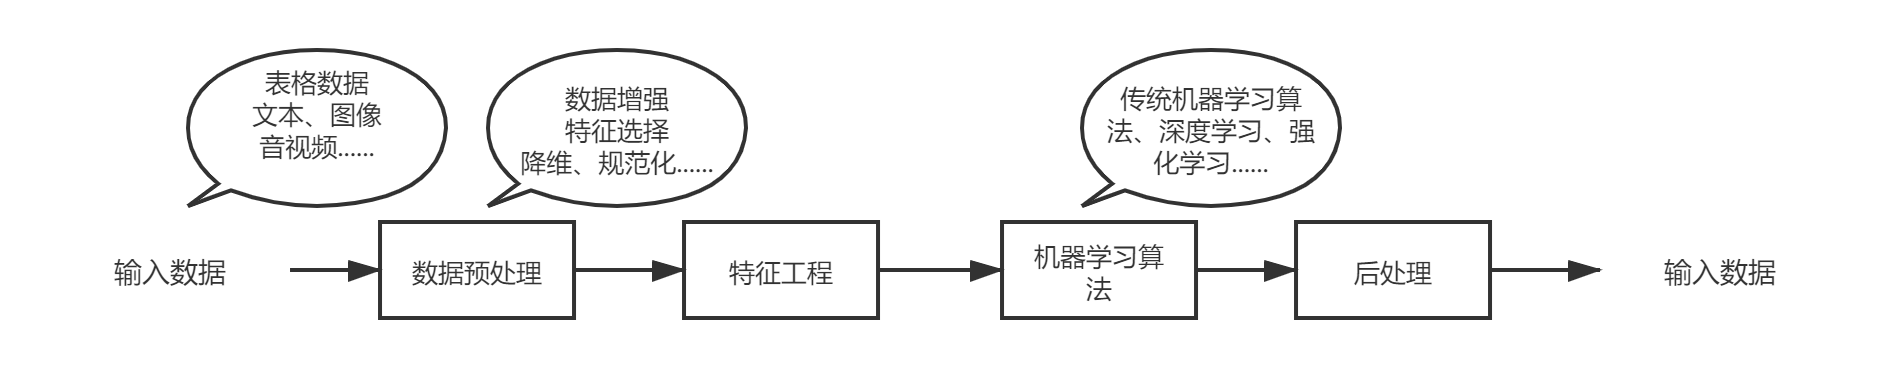 表格数据
文本、图像
音视频......
数据增强
特征选择
降维、规范化......
传统机器学习算
法、深度学习、强
化学习......
输入数据
数据预处理
特征工程
机器学习算
法
后处理
输入数据